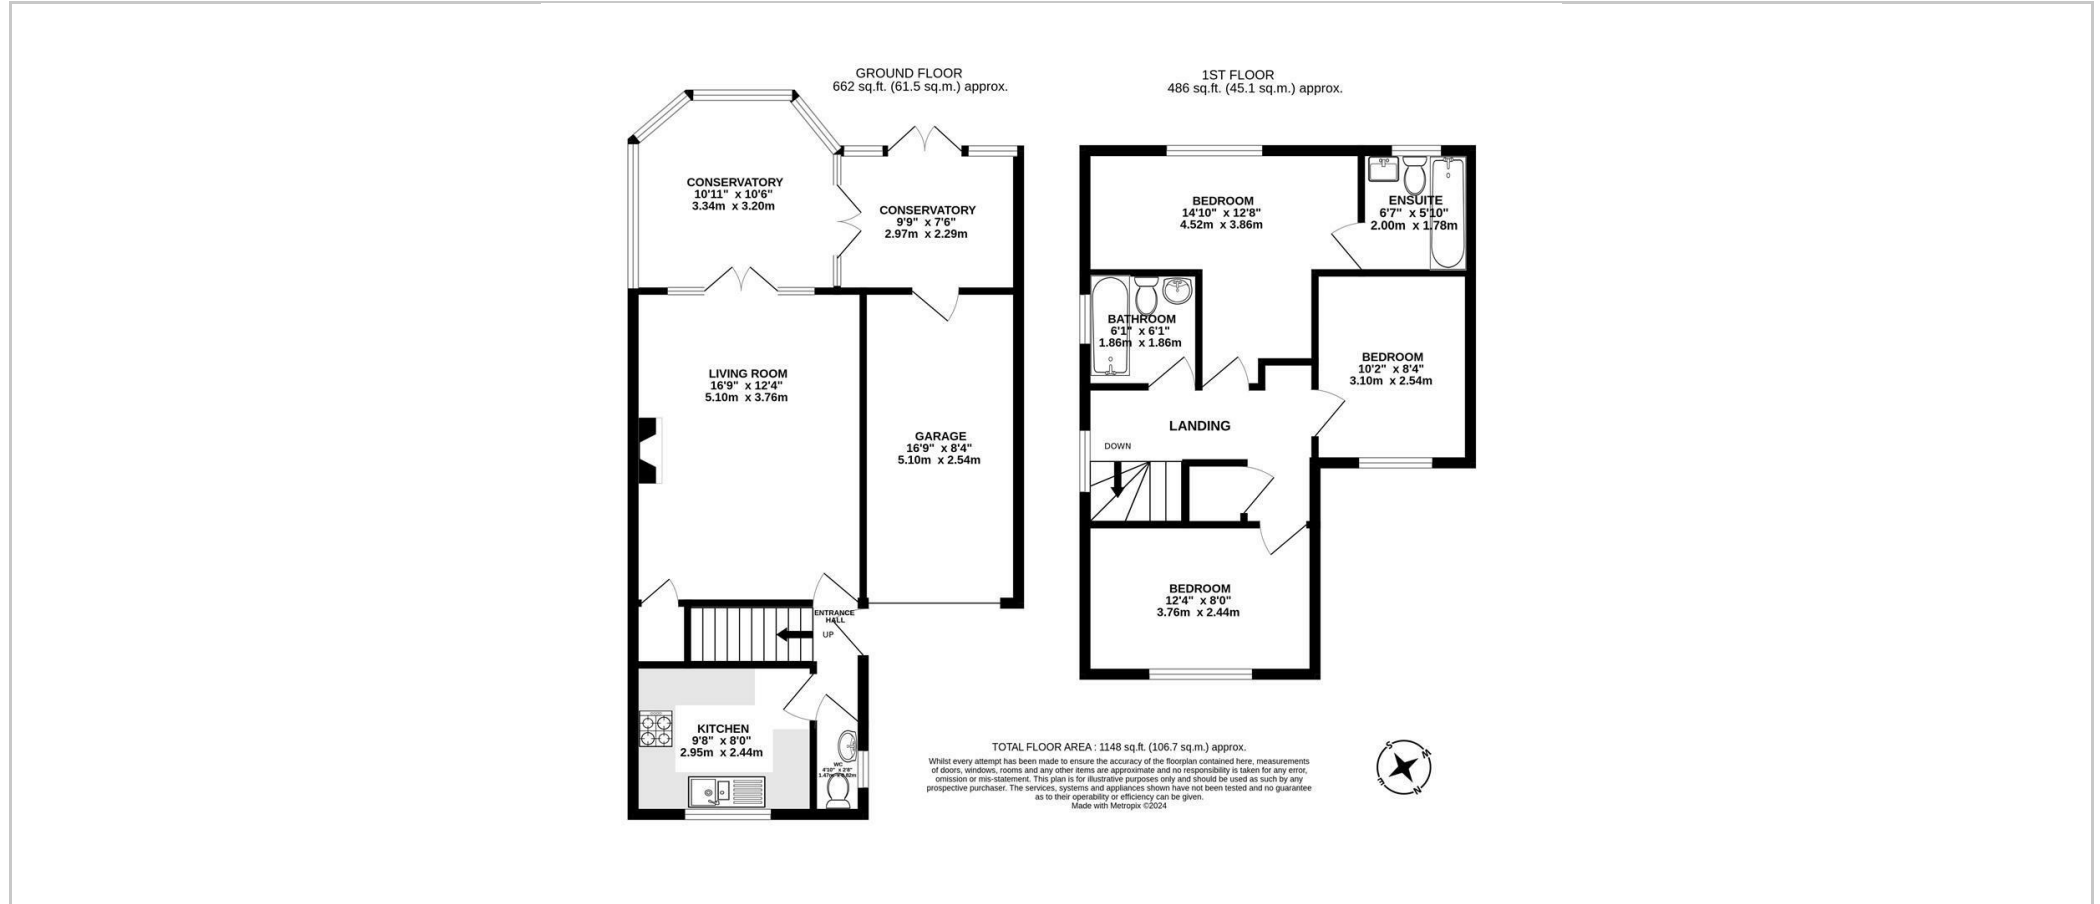 GROUND FLOOR
662 sq.ft. (61.5 sq.m.) approx.
CONSERVATORY
10'11" x 10'6"
3.34m x 3.20m
CONSERVATORY
9'9" x 7'6"
2.97m x 2.29m
LIVING ROOM
16'9" x 12'4"
5.10m x 3.76m
GARAGE
16'9" x 8'4"
5.10m x 2.54m
ENTRANCE
HALL
UP
KITCHEN
9'8" x 8'0"
2.95m x 2.44m
WC
4'10" x 2'8"
1ST FLOOR
486 sq.ft. (45.1 sq.m.) approx.
BEDROOM
14'10" x 12'8"
4.52m x 3.86m
ENSUITE
6'7" x 5'10"
2.00m x 1.78m
BATHROOM
6'1" x 6'1"
1.86m x 1.86m
BEDROOM
10'2" x 8'4"
3.10m x 2.54m
LANDING
DOWN
BEDROOM
12'4" x 8'0"
3.76m x 2.44m
TOTAL FLOOR AREA : 1148 sq.ft. (106.7 sq.m.) approx.
Whilst every attempt has been made to ensure the accuracy of the floorplan contained here, measurements
of doors, windows, rooms and any other items are approximate and no responsibility is taken for any error,
omission or mis-statement. This plan is for illustrative purposes only and should be used as such by any
prospective purchaser. The services, systems and appliances shown have not been tested and no guarantee
as to their operability or efficiency can be given.
Made with Metropix ©2024
S
W
E
N